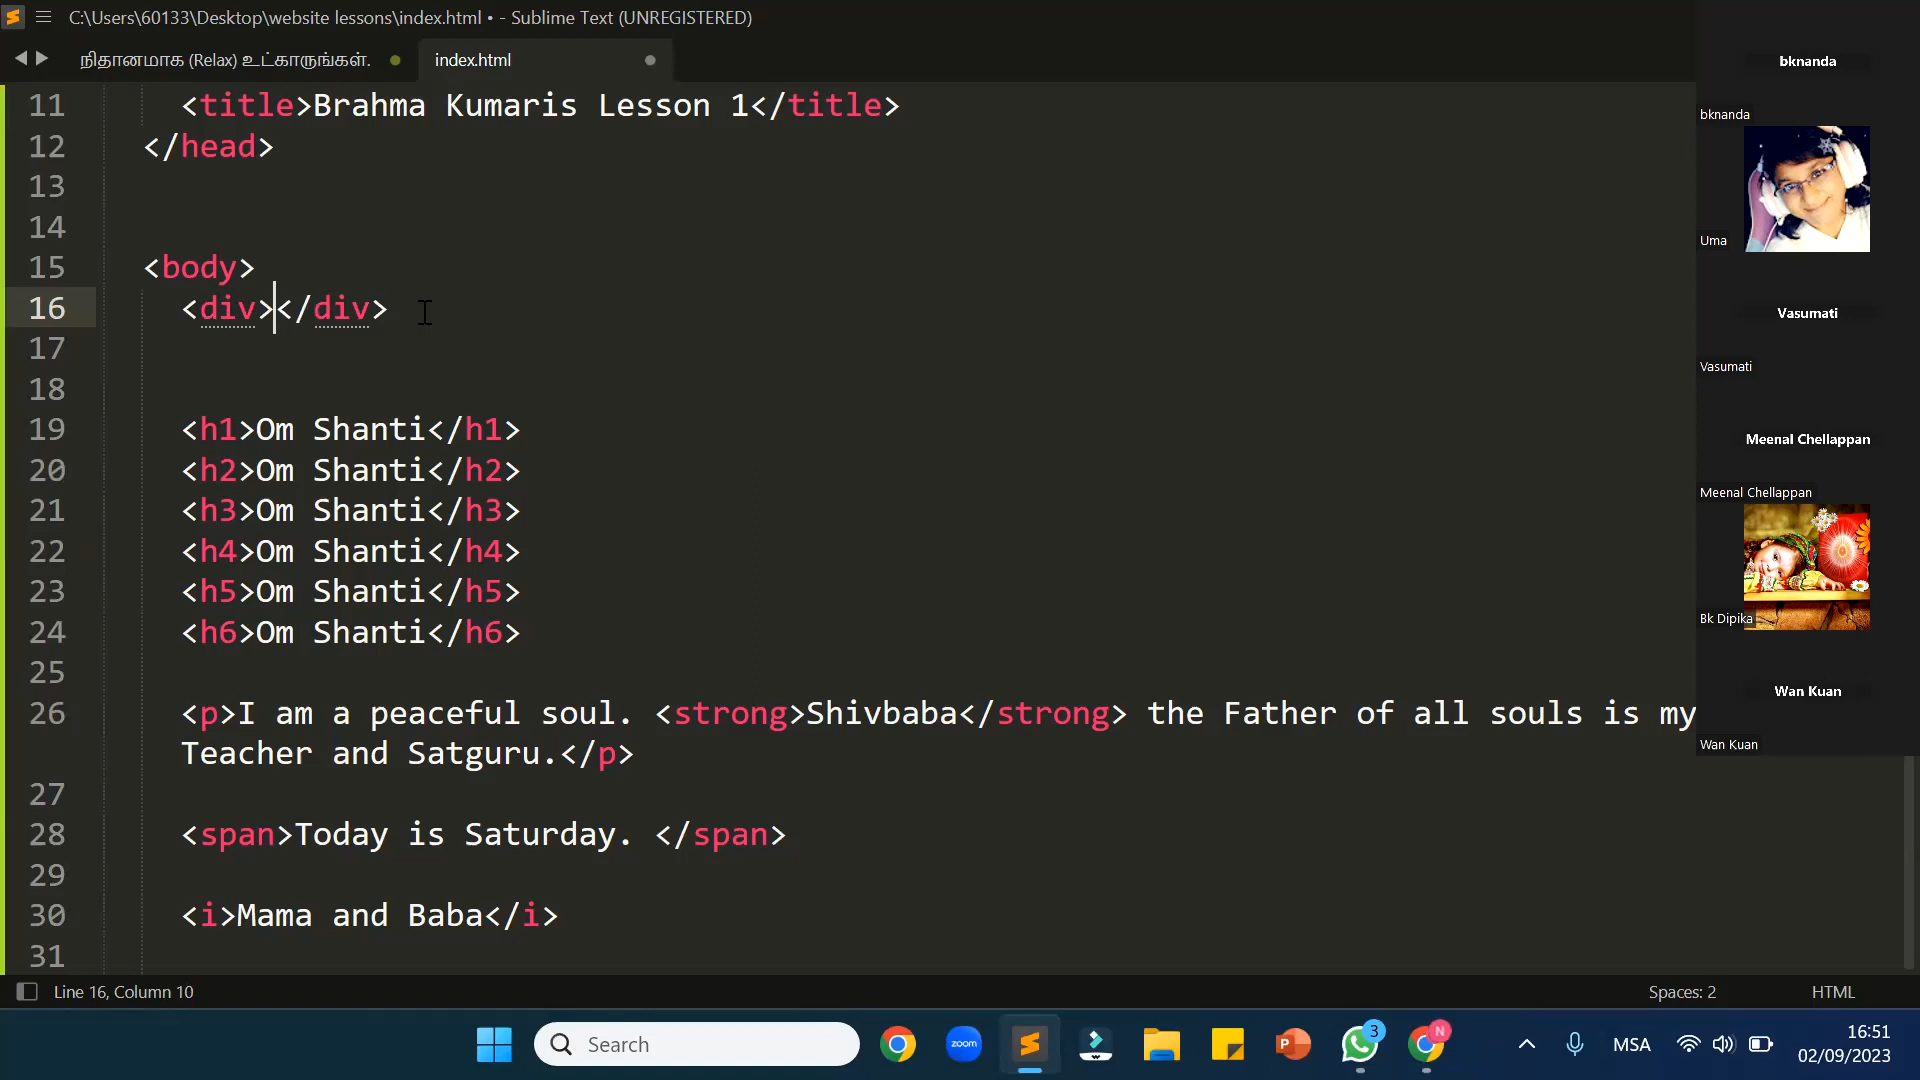 C:\Users\60133\Desktop\website lessons\index.html • - Sublime Text (UNREGISTERED)
நிதானமாக (Relax) உட்காருங்கள்.
index.html
11 <title>Brahma Kumaris Lesson 1</title>
12 </head>
13
14
15 <body>
16 <div></div>
17
18
19 <h1>Om Shanti</h1>
20 <h2>Om Shanti</h2>
21 <h3>Om Shanti</h3>
22 <h4>Om Shanti</h4>
23 <h5>Om Shanti</h5>
24 <h6>Om Shanti</h6>
25
26 <p>I am a peaceful soul. <strong>Shivbaba</strong> the Father of all souls is my
Teacher and Satguru.</p>
27
28 <span>Today is Saturday. </span>
29
30 <i>Mama and Baba</i>
31
bknanda
bknanda
Uma
Vasumati
Vasumati
Meenal Chellappan
Meenal Chellappan
Bk Dipika
Wan Kuan
Wan Kuan
Line 16, Column 10
Spaces: 2
HTML
Search
zoom
3
N
MSA
16:51
02/09/2023